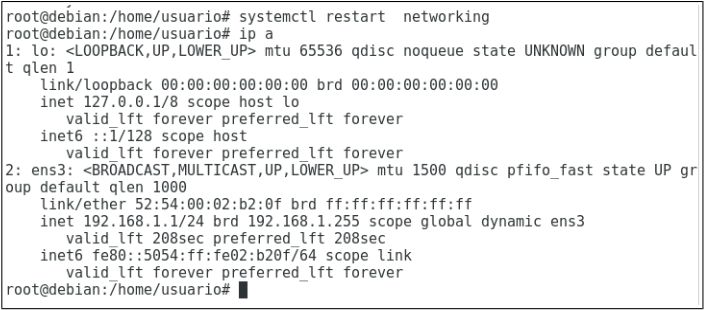 root@debian:/home/usuario# systemctl restart  networking
root@debian:/home/usuario# ip a
1: lo: <LOOPBACK,UP,LOWER_UP> mtu 65536 qdisc noqueue state UNKNOWN group defaul
t qlen 1
    link/loopback 00:00:00:00:00:00 brd 00:00:00:00:00:00
    inet 127.0.0.1/8 scope host lo
       valid_lft forever preferred_lft forever
    inet6 ::1/128 scope host
       valid_lft forever preferred_lft forever
2: ens3: <BROADCAST,MULTICAST,UP,LOWER_UP> mtu 1500 qdisc pfifo_fast state UP gr
oup default qlen 1000
    link/ether 52:54:00:02:b2:0f brd ff:ff:ff:ff:ff:ff
    inet 192.168.1.1/24 brd 192.168.1.255 scope global dynamic ens3
       valid_lft 208sec preferred_lft 208sec
    inet6 fe80::5054:ff:fe02:b20f/64 scope link
       valid_lft forever preferred_lft forever
root@debian:/home/usuario#